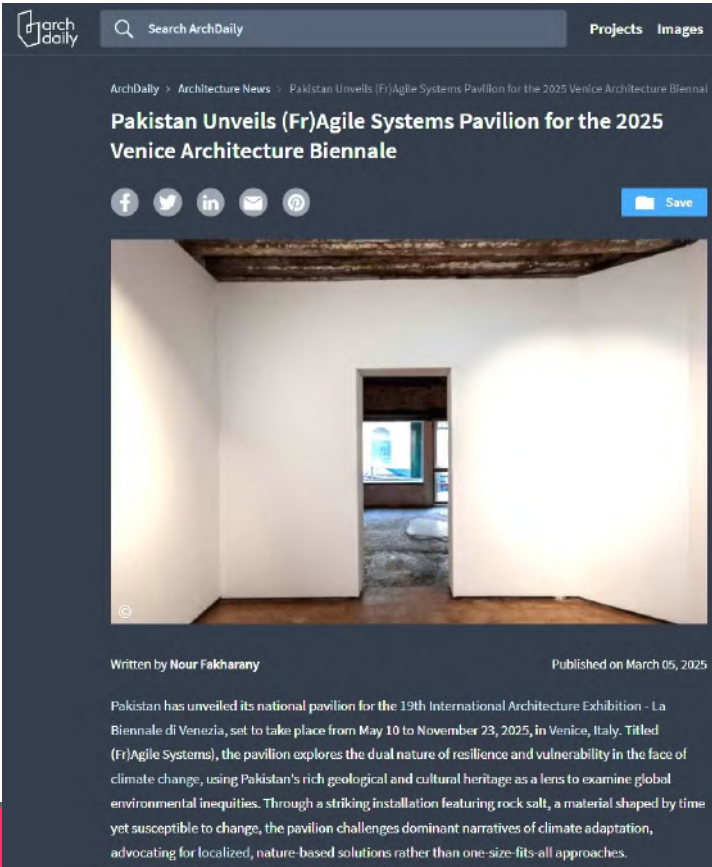 arch
daily
Search ArchDaily
Projects Images
ArchDaily > Architecture News > Pakistan Unveils (Fr)Agile Systems Pavilion for the 2025 Venice Architecture Biennal
Pakistan Unveils (Fr)Agile Systems Pavilion for the 2025
Venice Architecture Biennale
Save
©
Written by Nour Fakharany
Published on March 05, 2025
Pakistan has unveiled its national pavilion for the 19th International Architecture Exhibition - La
Biennale di Venezia, set to take place from May 10 to November 23, 2025, in Venice, Italy. Titled
(Fr)Agile Systems), the pavilion explores the dual nature of resilience and vulnerability in the face of
climate change, using Pakistan's rich geological and cultural heritage as a lens to examine global
environmental inequities. Through a striking installation featuring rock salt, a material shaped by time
yet susceptible to change, the pavilion challenges dominant narratives of climate adaptation,
advocating for localized, nature-based solutions rather than one-size-fits-all approaches.